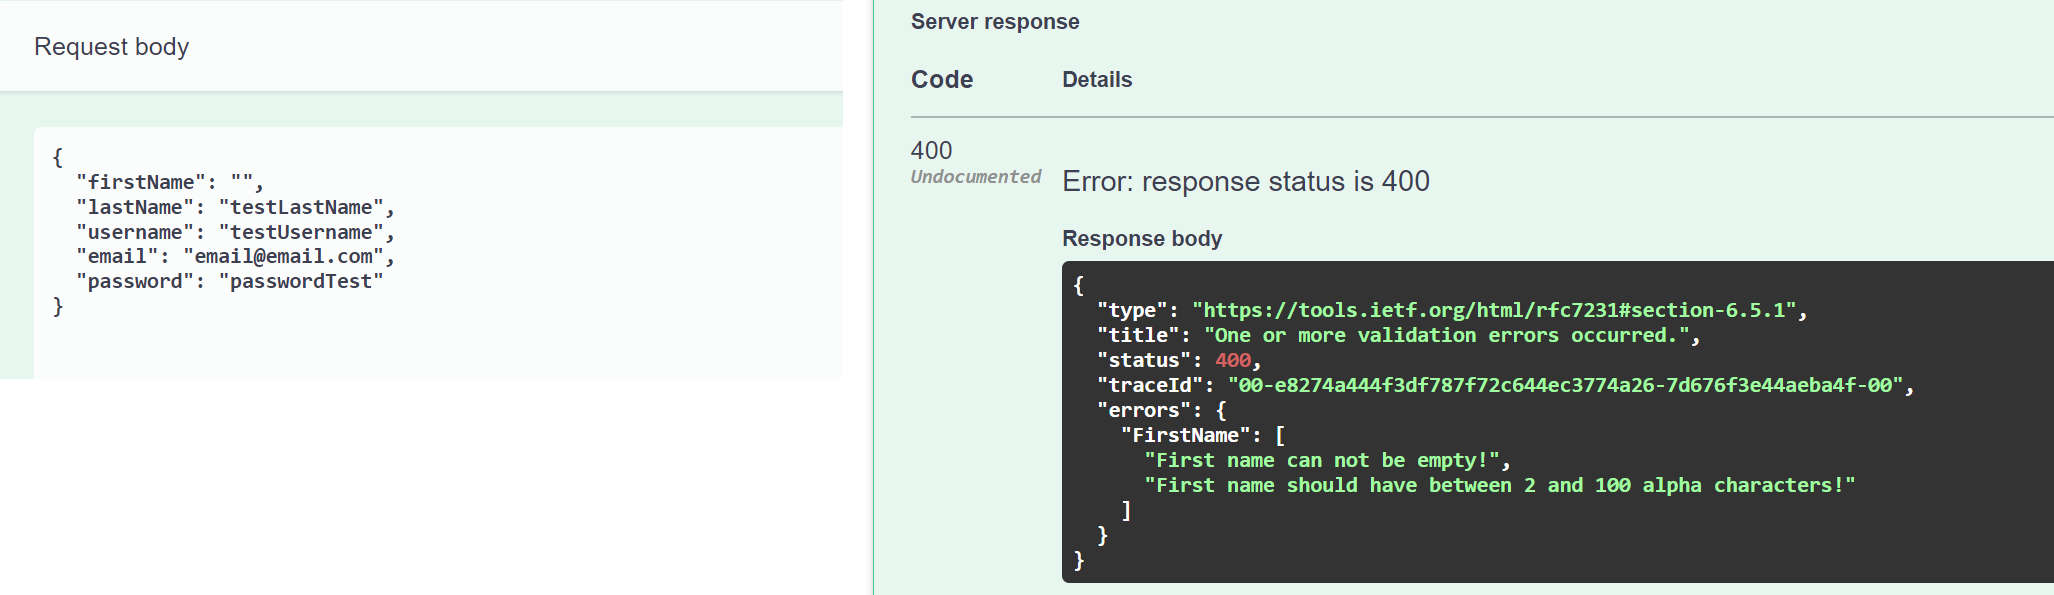 Request body
{
  "firstName": "",
  "lastName": "testLastName",
  "username": "testUsername",
  "email": "email@email.com",
  "password": "passwordTest"
}
Server response
Code Details
400
Undocumented
Error: response status is 400
Response body
{
  "type": "https://tools.ietf.org/html/rfc7231#section-6.5.1",
  "title": "One or more validation errors occurred.",
  "status": 400,
  "traceId": "00-e8274a444f3df787f72c644ec3774a26-7d676f3e44aeba4f-00",
  "errors": {
    "FirstName": [
      "First name can not be empty!",
      "First name should have between 2 and 100 alpha characters!"
    ]
  }
}